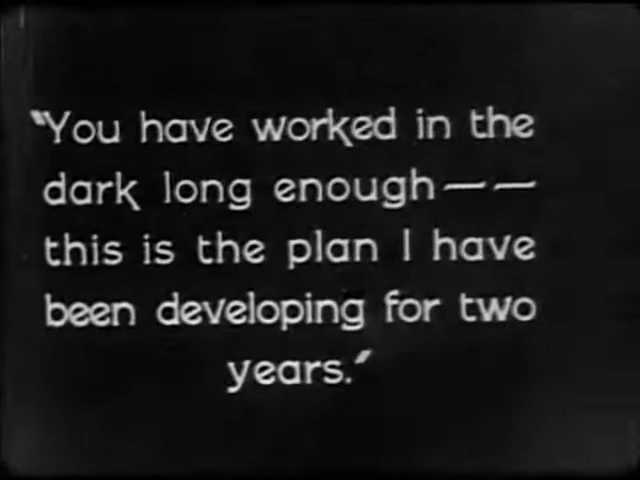 "You have worked in the
dark long enough——
this is the plan I have
been developing for two
years."